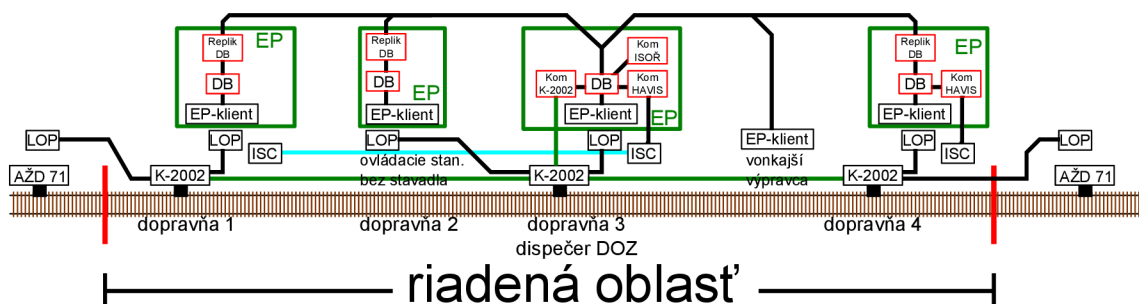 Replik
DB
EP
DB
EP-klient
Replik
DB
DB
EP
EP-klient
Kom
ISOŘ
Kom
K-2002
DB
Kom
HAVIS
EP-klient
EP
Replik
DB
EP
DB
Kom
HAVIS
EP-klient
LOP
LOP
LOP
LOP
EP-klient
LOP
LOP
ISC
ISC
ISC
ovládacie stan.
bez stavadla
vonkajší
výpravca
AŽD 71
K-2002
K-2002
K-2002
AŽD 71
dopravňa 1
dopravňa 2
dopravňa 3
dopravňa 4
dispečer DOZ
riadená oblasť